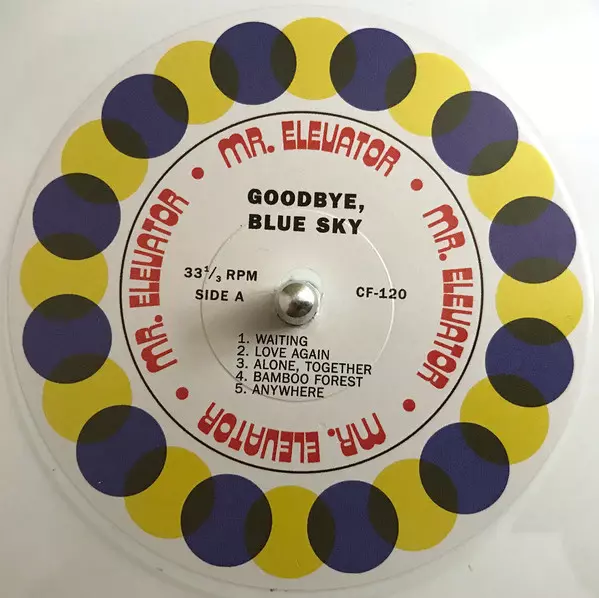 MR. ELEVATOR • MR. ELEVATOR • MR. ELEVATOR • MR. ELEVATOR •
GOODBYE,
BLUE SKY
33⅓ RPM
SIDE A
CF-120
1. WAITING
2. LOVE AGAIN
3. ALONE, TOGETHER
4. BAMBOO FOREST
5. ANYWHERE